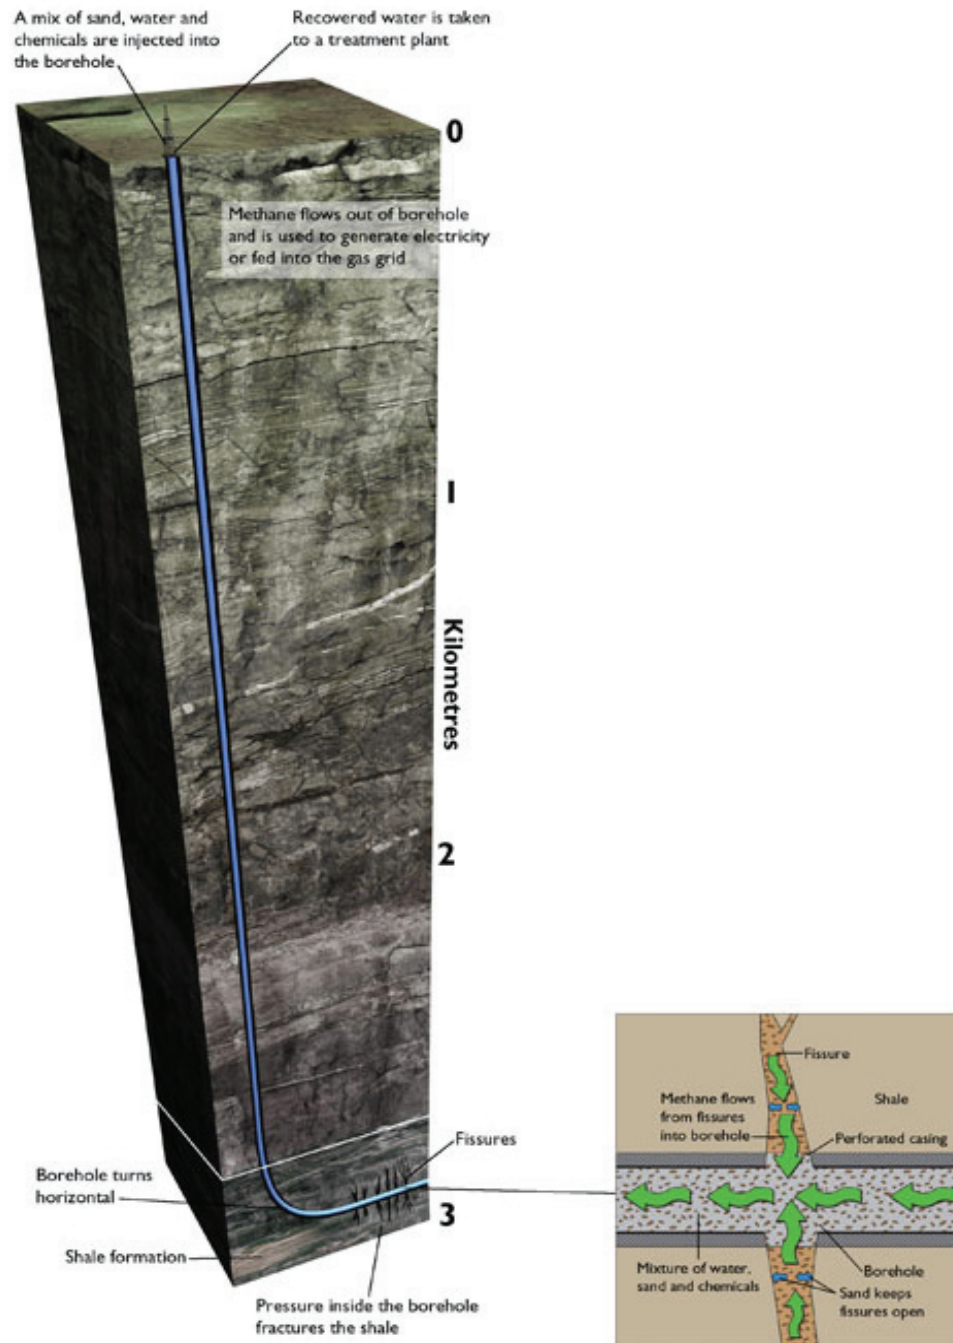 A mix of sand, water and
chemicals are injected into
the borehole
Recovered water is taken
to a treatment plant
0
Methane flows out of borehole
and is used to generate electricity
or fed into the gas grid
1
Kilometres
2
Fissures
Borehole turns
horizontal
3
Shale formation
Pressure inside the borehole
fractures the shale
Fissure
Methane flows
from fissures
into borehole
Shale
Perforated casing
Mixture of water,
sand and chemicals
Borehole
Sand keeps
fissures open